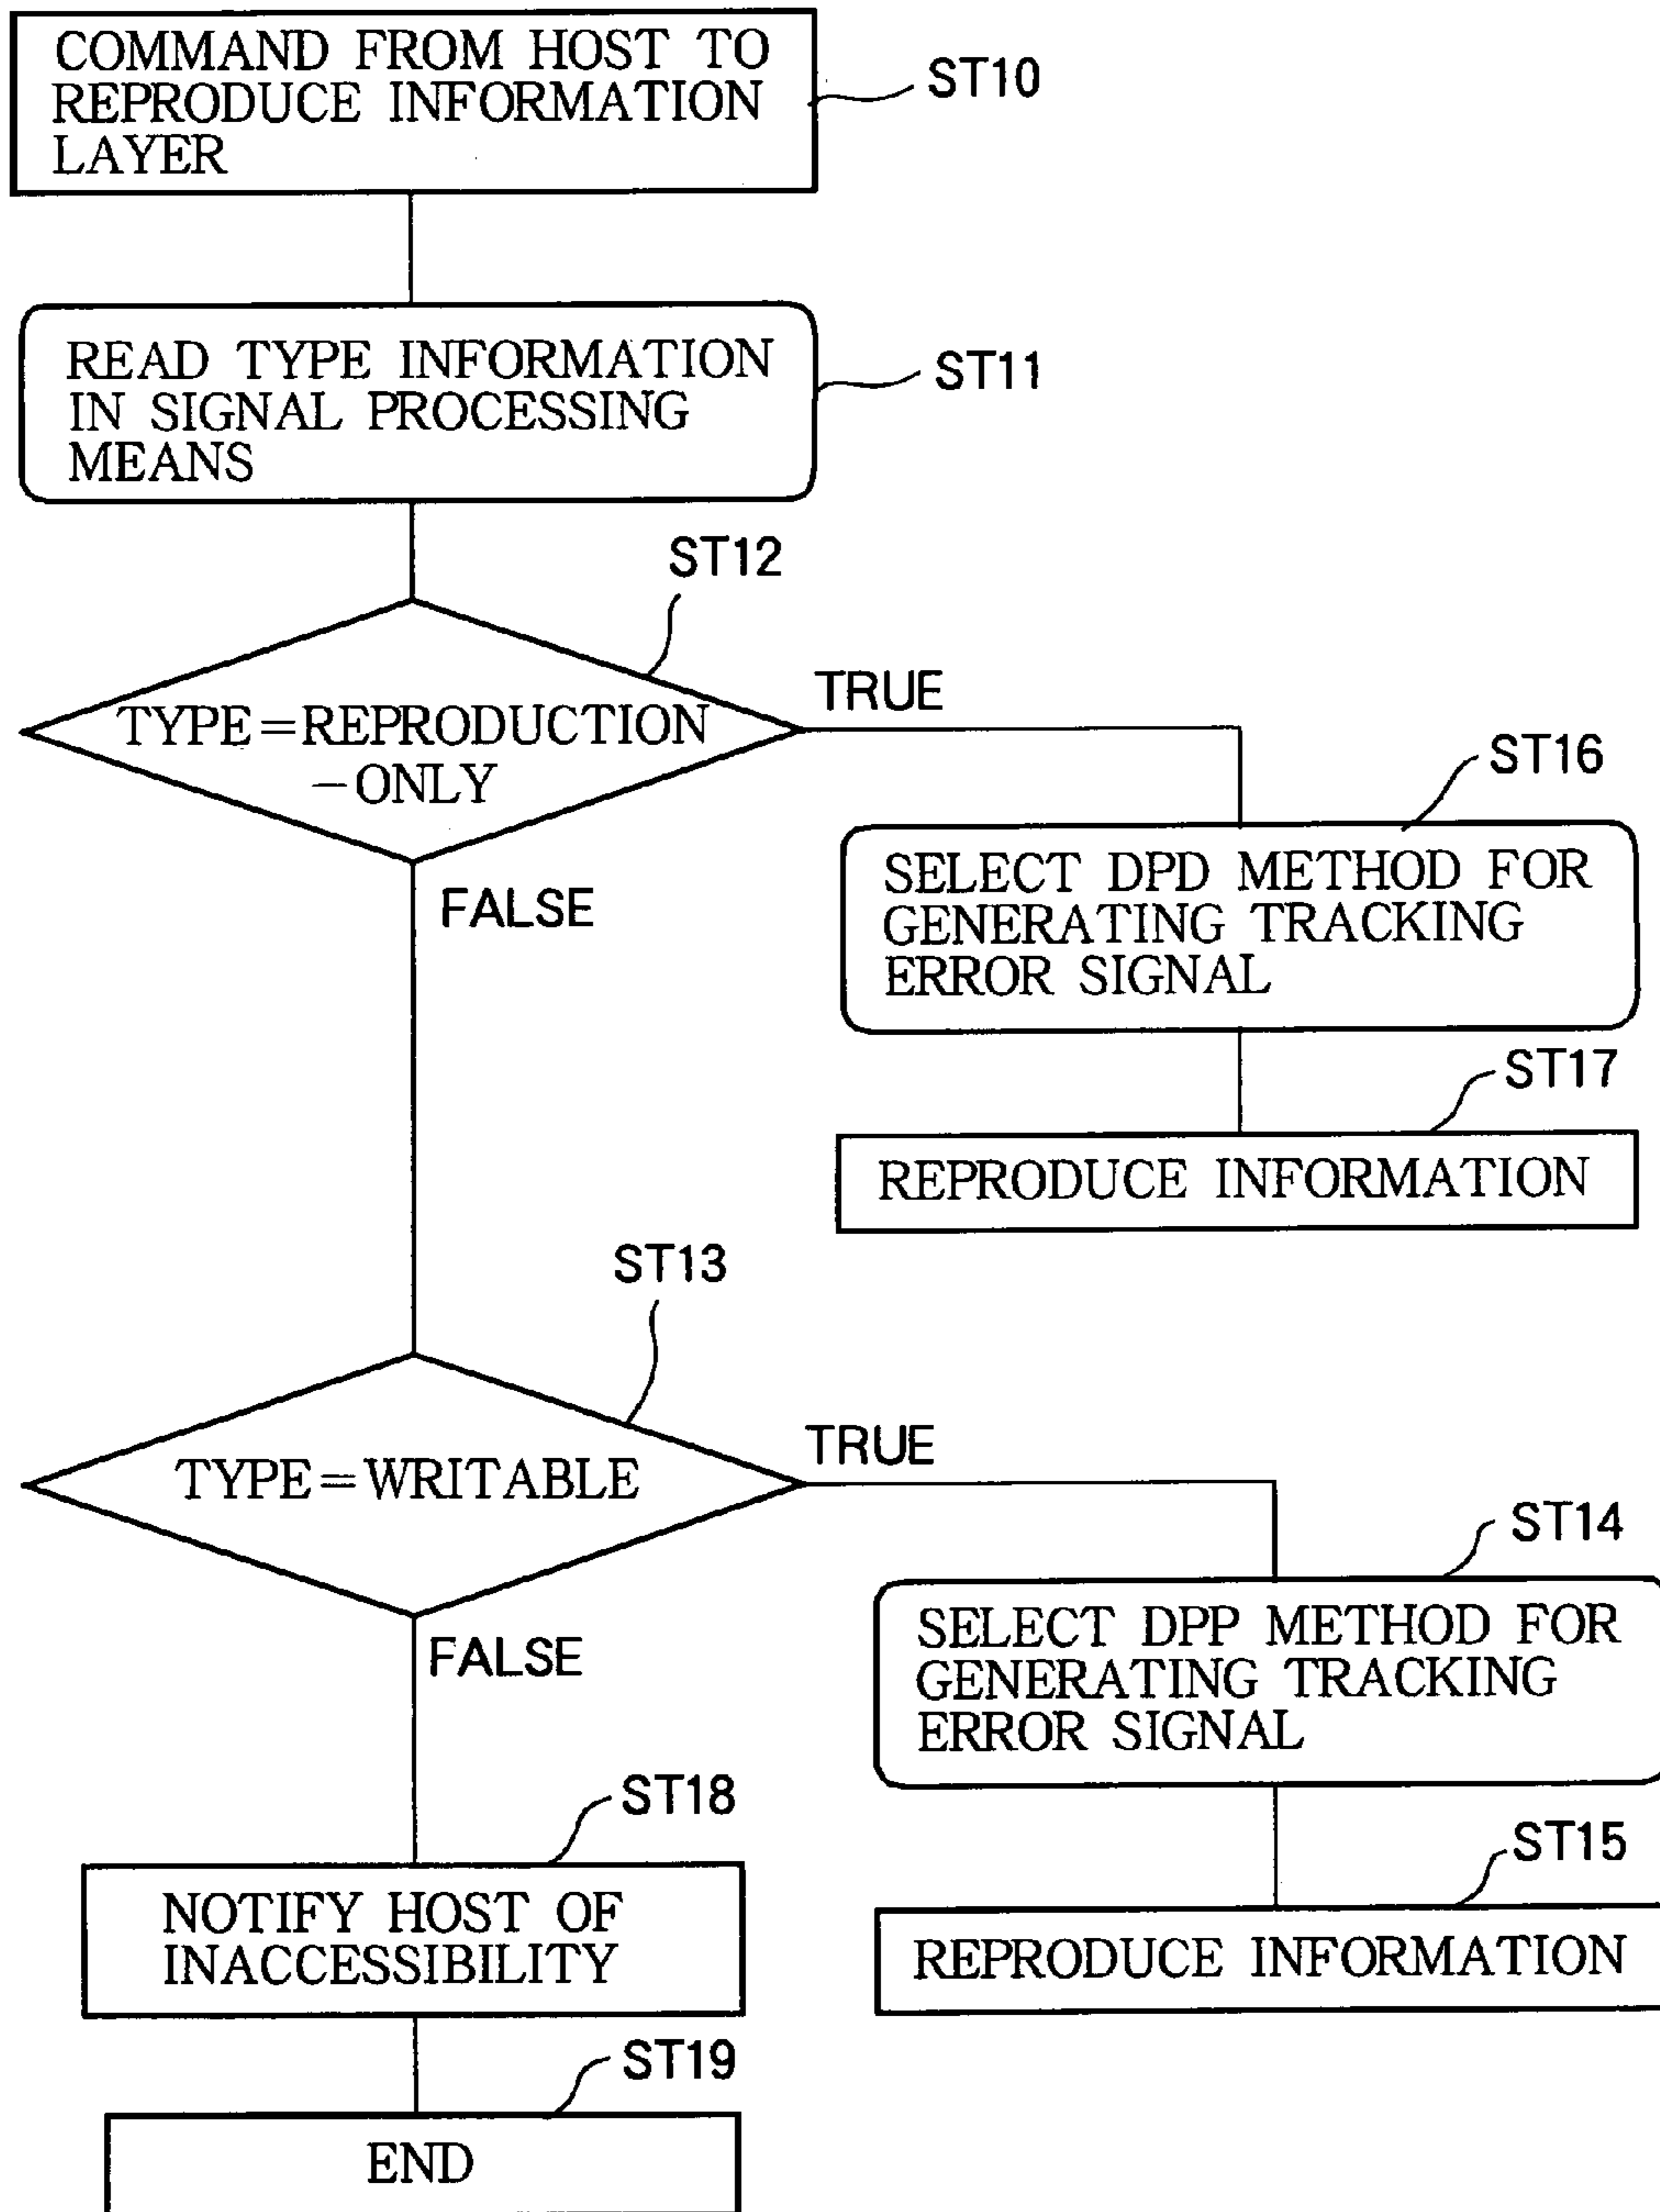 COMMAND FROM HOST TO
REPRODUCE INFORMATION
LAYER
ST10
READ TYPE INFORMATION
IN SIGNAL PROCESSING
MEANS
ST11
ST12
TYPE=REPRODUCTION
-ONLY
TRUE
FALSE
ST16
SELECT DPD METHOD FOR
GENERATING TRACKING
ERROR SIGNAL
ST17
REPRODUCE INFORMATION
ST13
TYPE=WRITABLE
TRUE
FALSE
ST14
SELECT DPP METHOD FOR
GENERATING TRACKING
ERROR SIGNAL
ST15
REPRODUCE INFORMATION
ST18
NOTIFY HOST OF
INACCESSIBILITY
ST19
END